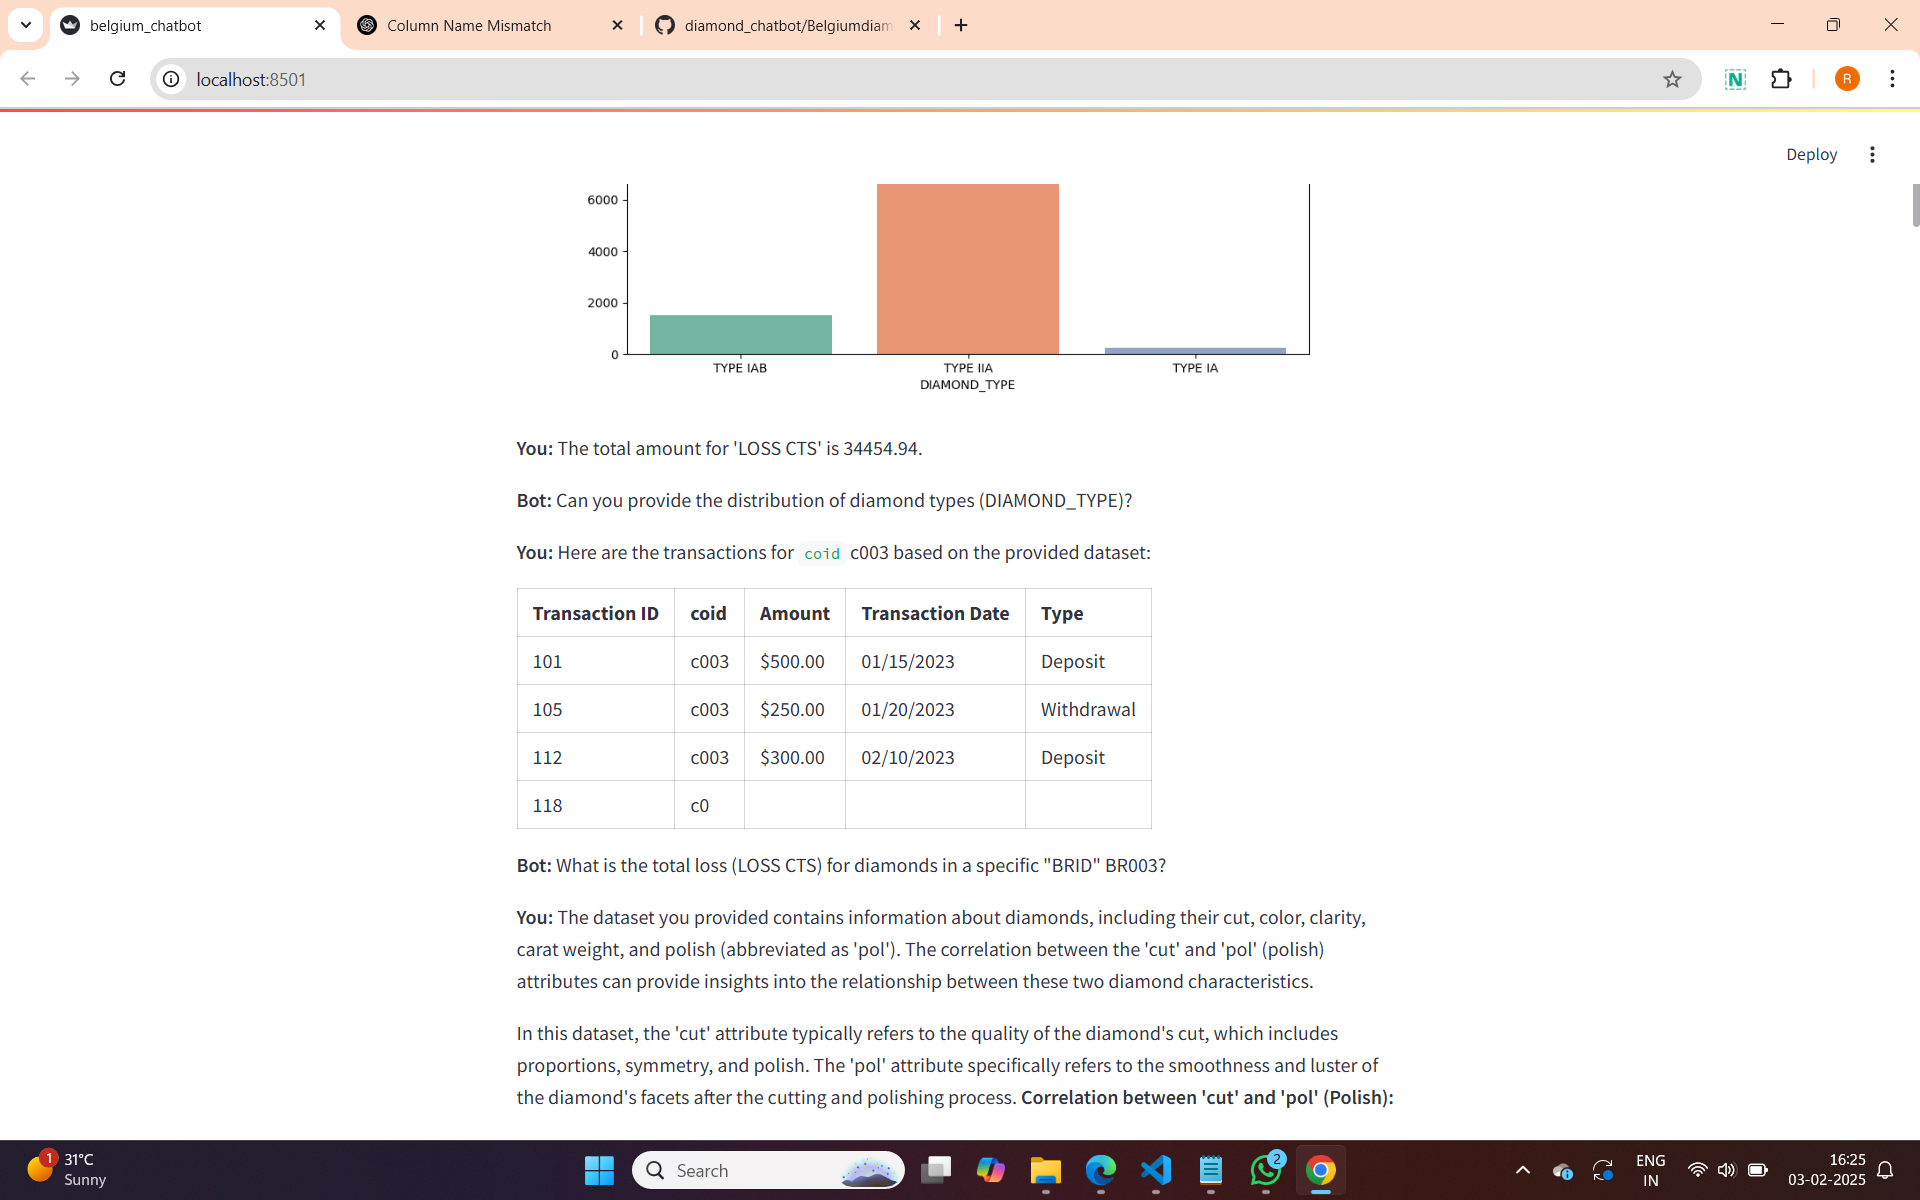 belgium_chatbot
Column Name Mismatch
diamond_chatbot/Belgiumdiam
localhost:8501
N
R
Deploy
6000
4000
2000
0
TYPE IAB
TYPE IIA
TYPE IA
DIAMOND_TYPE
You: The total amount for 'LOSS CTS' is 34454.94.
Bot: Can you provide the distribution of diamond types (DIAMOND_TYPE)?
You: Here are the transactions for coid c003 based on the provided dataset:
Transaction ID coid Amount Transaction Date Type
101 c003 $500.00 01/15/2023 Deposit
105 c003 $250.00 01/20/2023 Withdrawal
112 c003 $300.00 02/10/2023 Deposit
118 c0
Bot: What is the total loss (LOSS CTS) for diamonds in a specific "BRID" BR003?
You: The dataset you provided contains information about diamonds, including their cut, color, clarity,
carat weight, and polish (abbreviated as 'pol'). The correlation between the 'cut' and 'pol' (polish)
attributes can provide insights into the relationship between these two diamond characteristics.
In this dataset, the 'cut' attribute typically refers to the quality of the diamond's cut, which includes
proportions, symmetry, and polish. The 'pol' attribute specifically refers to the smoothness and luster of
the diamond's facets after the cutting and polishing process. Correlation between 'cut' and 'pol' (Polish):
1
31°C
Sunny
Search
2
ENG
IN
16:25
03-02-2025